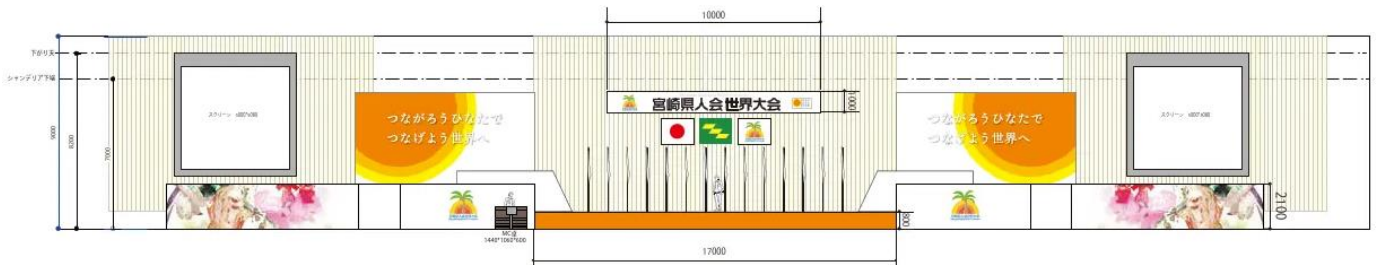 10000
下がり天
シャンデリア下端
9000
8200
7000
つながろうひなたで
つなげよう世界へ
宮崎県人会世界大会
1000
つながろうひなたで
つなげよう世界へ
MC卓
1440*1060*600
800
2100
17000